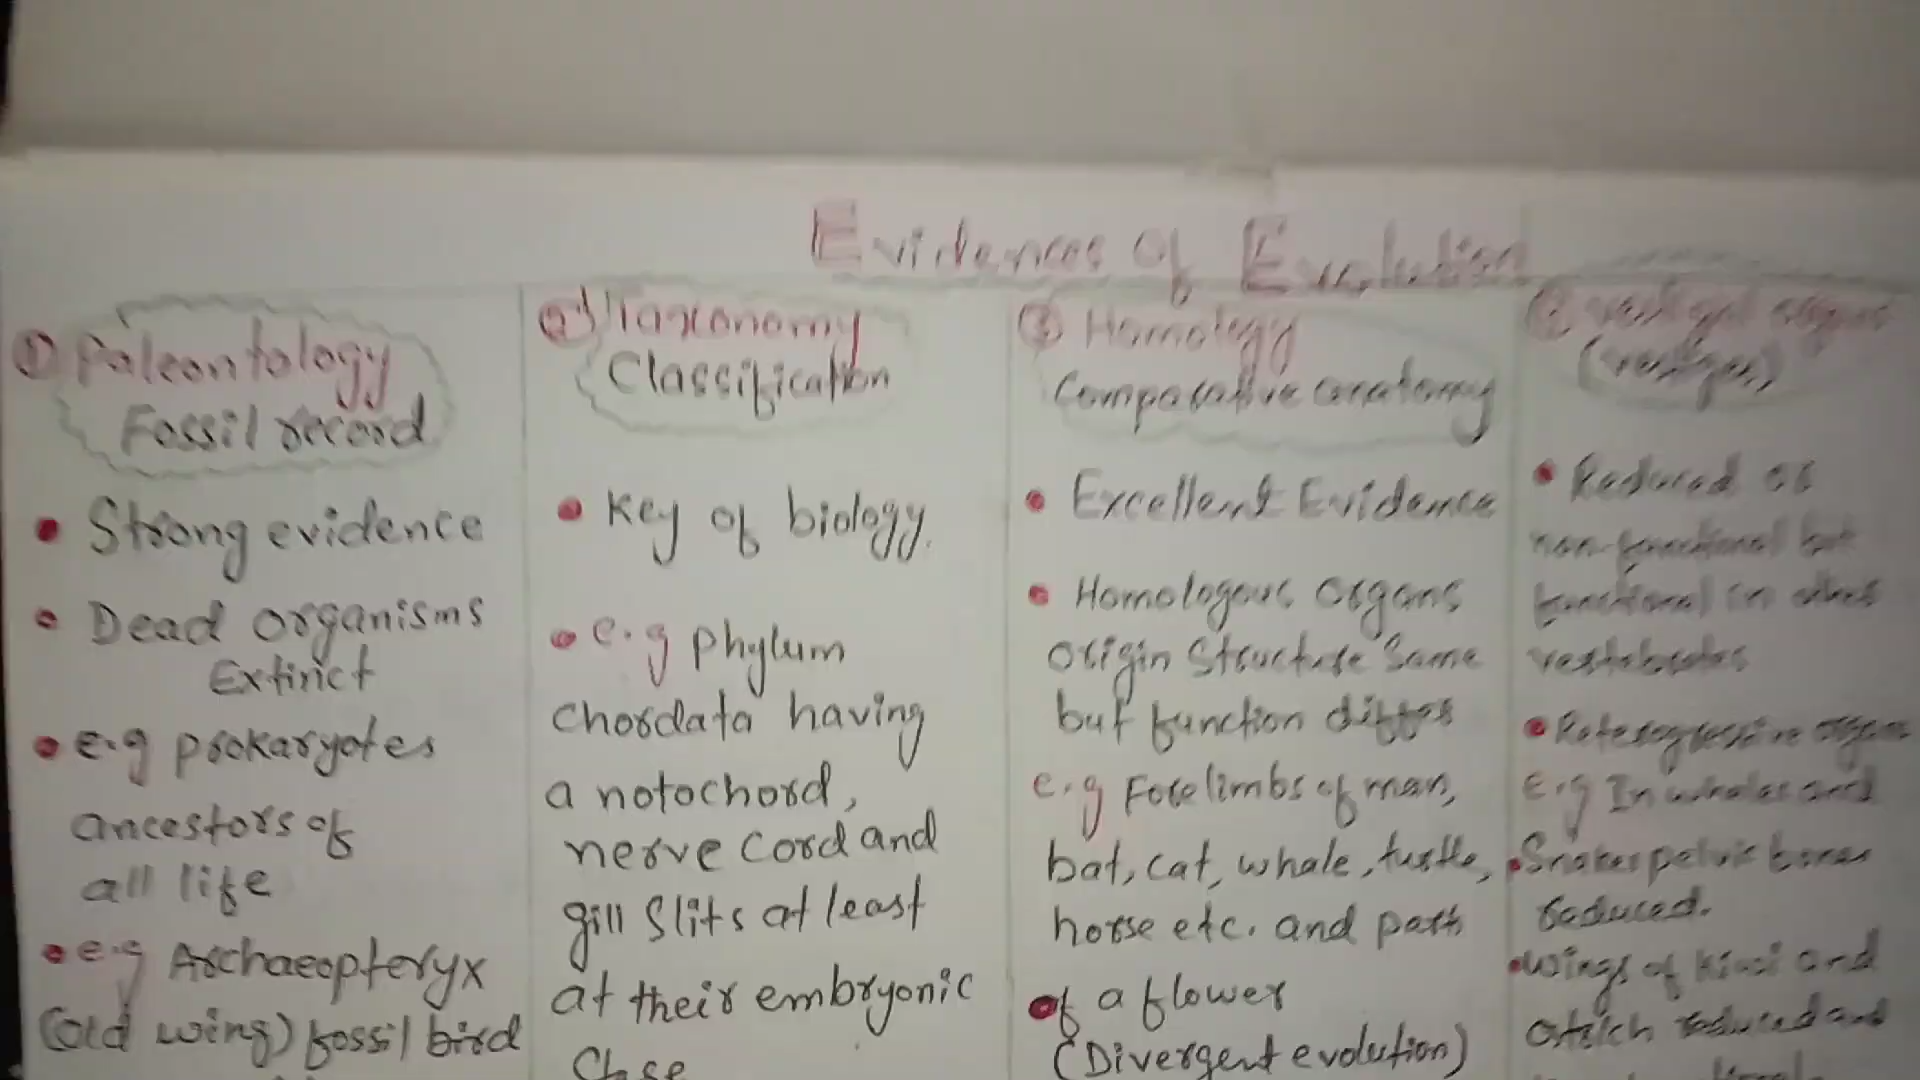 Evidences of Evolution
① Paleontology
Fossil record
• Strong evidence
• Dead organisms
Extinct
• e.g prokaryotes
ancestors of
all life
• e.g Archaeopteryx
(old wing) fossil bird
② Taxonomy
Classification
• Key of biology.
• e.g phylum
chordata having
a notochord,
nerve cord and
gill slits at least
at their embryonic
③ Homology
Comparative anatomy
• Excellent Evidence
• Homologous organs
origin structure same
but function differs
e.g Forelimbs of man,
bat, cat, whale, turtle,
horse etc. and parts
of a flower
(Divergent evolution)
organs
• Reduced or
non-functional but
functional in other
vertebrates
e.g In whales and
• Snakes pelvic bones
reduced.
• Wings of Kiwi and
reduced and